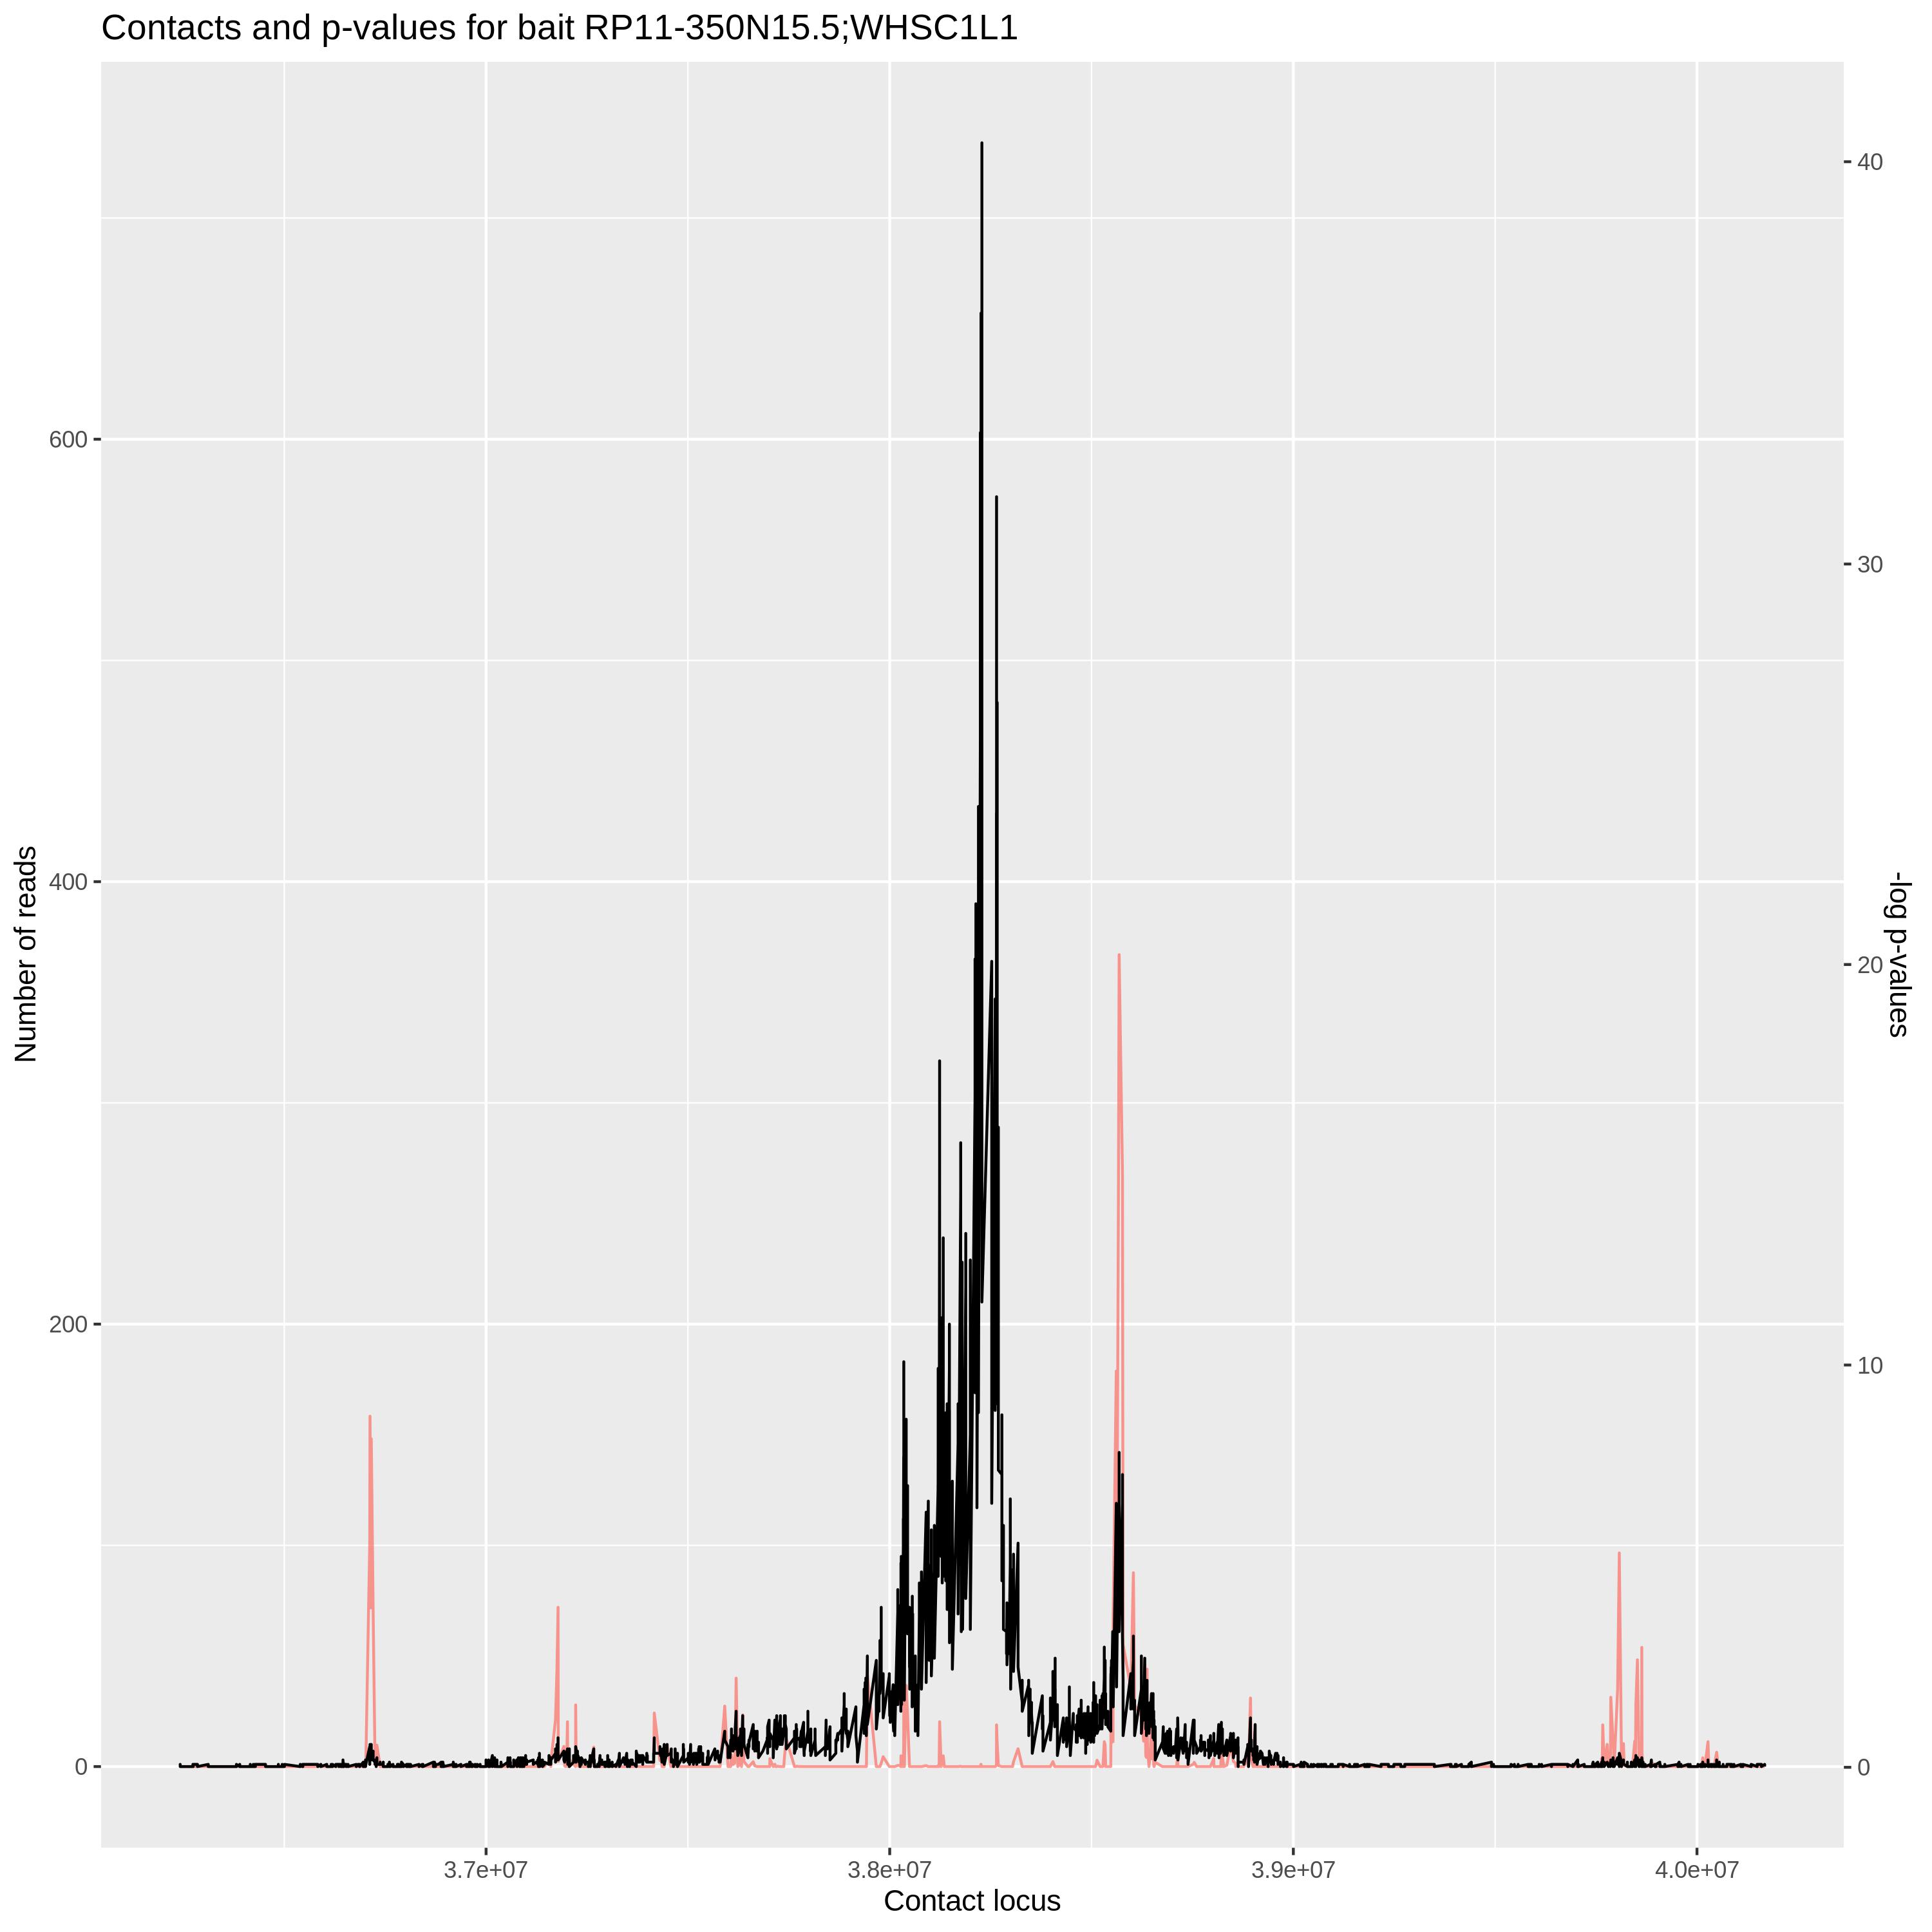 Contacts and p-values for bait RP11-350N15.5;WHSC1L1
40
600
30
400
Number of reads
-log p-values
20
200
10
0
0
3.7e+07
3.8e+07
3.9e+07
4.0e+07
Contact locus